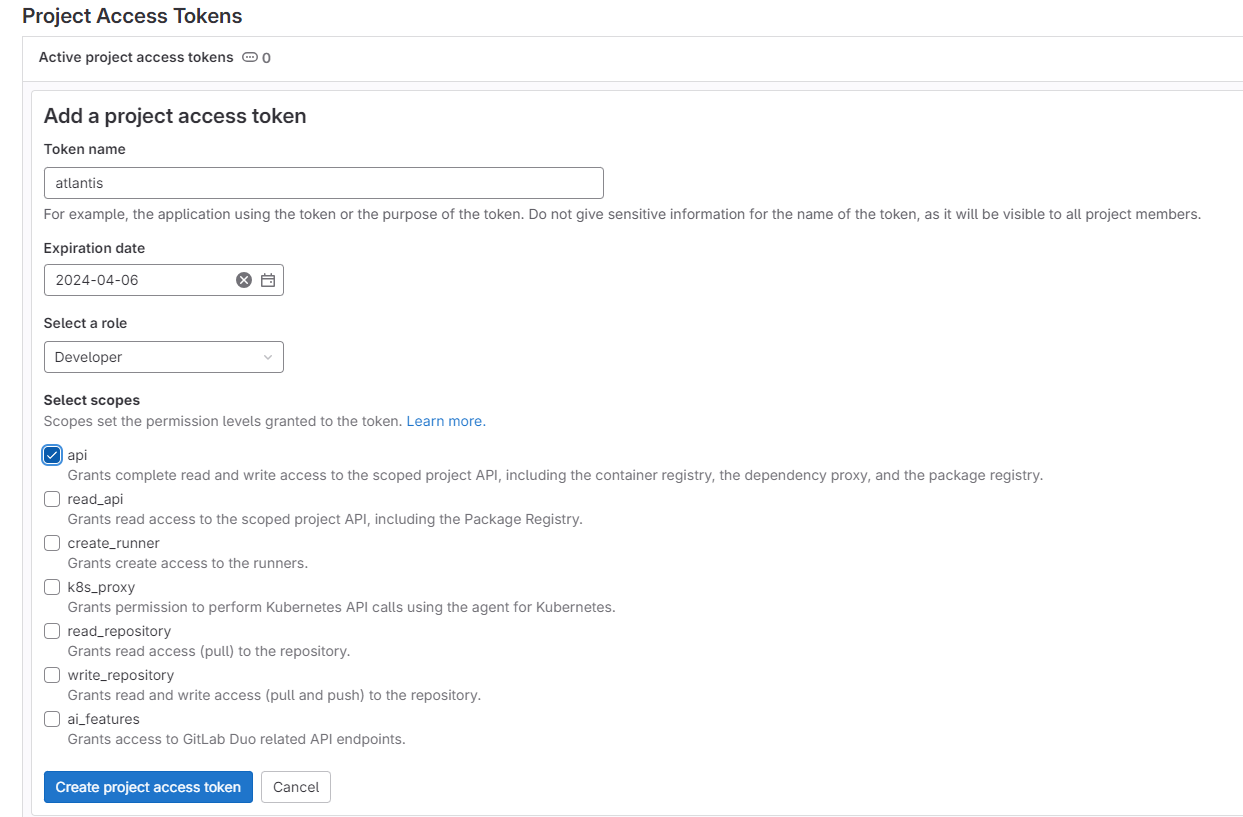 Project Access Tokens
Active project access tokens 0
Add a project access token
Token name
atlantis
For example, the application using the token or the purpose of the token. Do not give sensitive information for the name of the token, as it will be visible to all project members.
Expiration date
2024-04-06
Select a role
Developer
Select scopes
Scopes set the permission levels granted to the token. Learn more.
api
Grants complete read and write access to the scoped project API, including the container registry, the dependency proxy, and the package registry.
read_api
Grants read access to the scoped project API, including the Package Registry.
create_runner
Grants create access to the runners.
k8s_proxy
Grants permission to perform Kubernetes API calls using the agent for Kubernetes.
read_repository
Grants read access (pull) to the repository.
write_repository
Grants read and write access (pull and push) to the repository.
ai_features
Grants access to GitLab Duo related API endpoints.
Create project access token Cancel